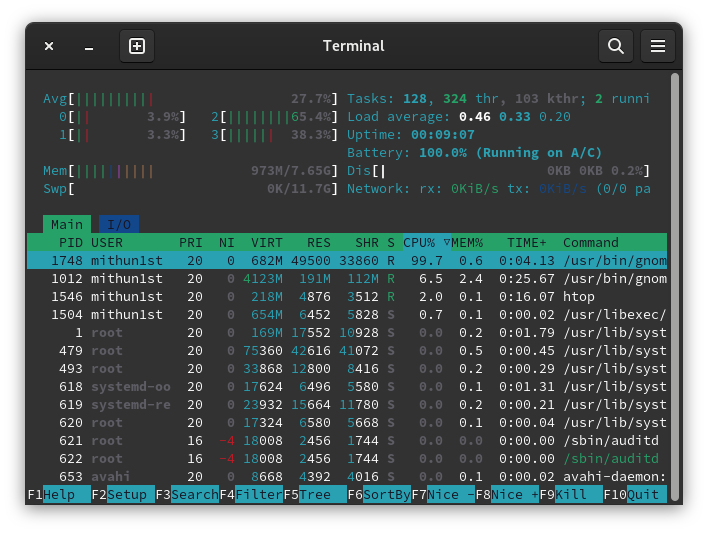 Terminal
Avg[||||||||||| 27.7%] Tasks: 128, 324 thr, 103 kthr; 2 runni
0[|| 3.9%] 2[||||||||65.4%] Load average: 0.46 0.33 0.20
1[|| 3.3%] 3[|||||| 38.3%] Uptime: 00:09:07
Battery: 100.0% (Running on A/C)
Mem[|||||||||| 973M/7.65G] Dis[| 0KB 0KB 0.2%]
Swp[ 0K/11.7G] Network: rx: 0KiB/s tx: 0KiB/s (0/0 pa
Main I/O
PID USER PRI NI VIRT RES SHR S CPU% ▽MEM% TIME+ Command
1748 mithun1st 20 0 682M 49500 33860 R 99.7 0.6 0:04.13 /usr/bin/gnom
1012 mithun1st 20 0 4123M 191M 112M R 6.5 2.4 0:25.67 /usr/bin/gnom
1546 mithun1st 20 0 218M 4876 3512 R 2.0 0.1 0:16.07 htop
1504 mithun1st 20 0 654M 6452 5828 S 0.7 0.1 0:00.02 /usr/libexec/
1 root 20 0 169M 17552 10928 S 0.0 0.2 0:01.79 /usr/lib/syst
479 root 20 0 75360 42616 41072 S 0.0 0.5 0:00.45 /usr/lib/syst
493 root 20 0 33868 12800 8416 S 0.0 0.2 0:00.29 /usr/lib/syst
618 systemd-oo 20 0 17624 6496 5580 S 0.0 0.1 0:01.31 /usr/lib/syst
619 systemd-re 20 0 23932 15664 11780 S 0.0 0.2 0:00.21 /usr/lib/syst
620 root 20 0 17324 6580 5668 S 0.0 0.1 0:00.04 /usr/lib/syst
621 root 16 -4 18008 2456 1744 S 0.0 0.0 0:00.00 /sbin/auditd
622 root 16 -4 18008 2456 1744 S 0.0 0.0 0:00.00 /sbin/auditd
653 avahi 20 0 8668 4392 4016 S 0.0 0.1 0:00.02 avahi-daemon:
F1Help F2Setup F3SearchF4FilterF5Tree F6SortByF7Nice -F8Nice +F9Kill F10Quit